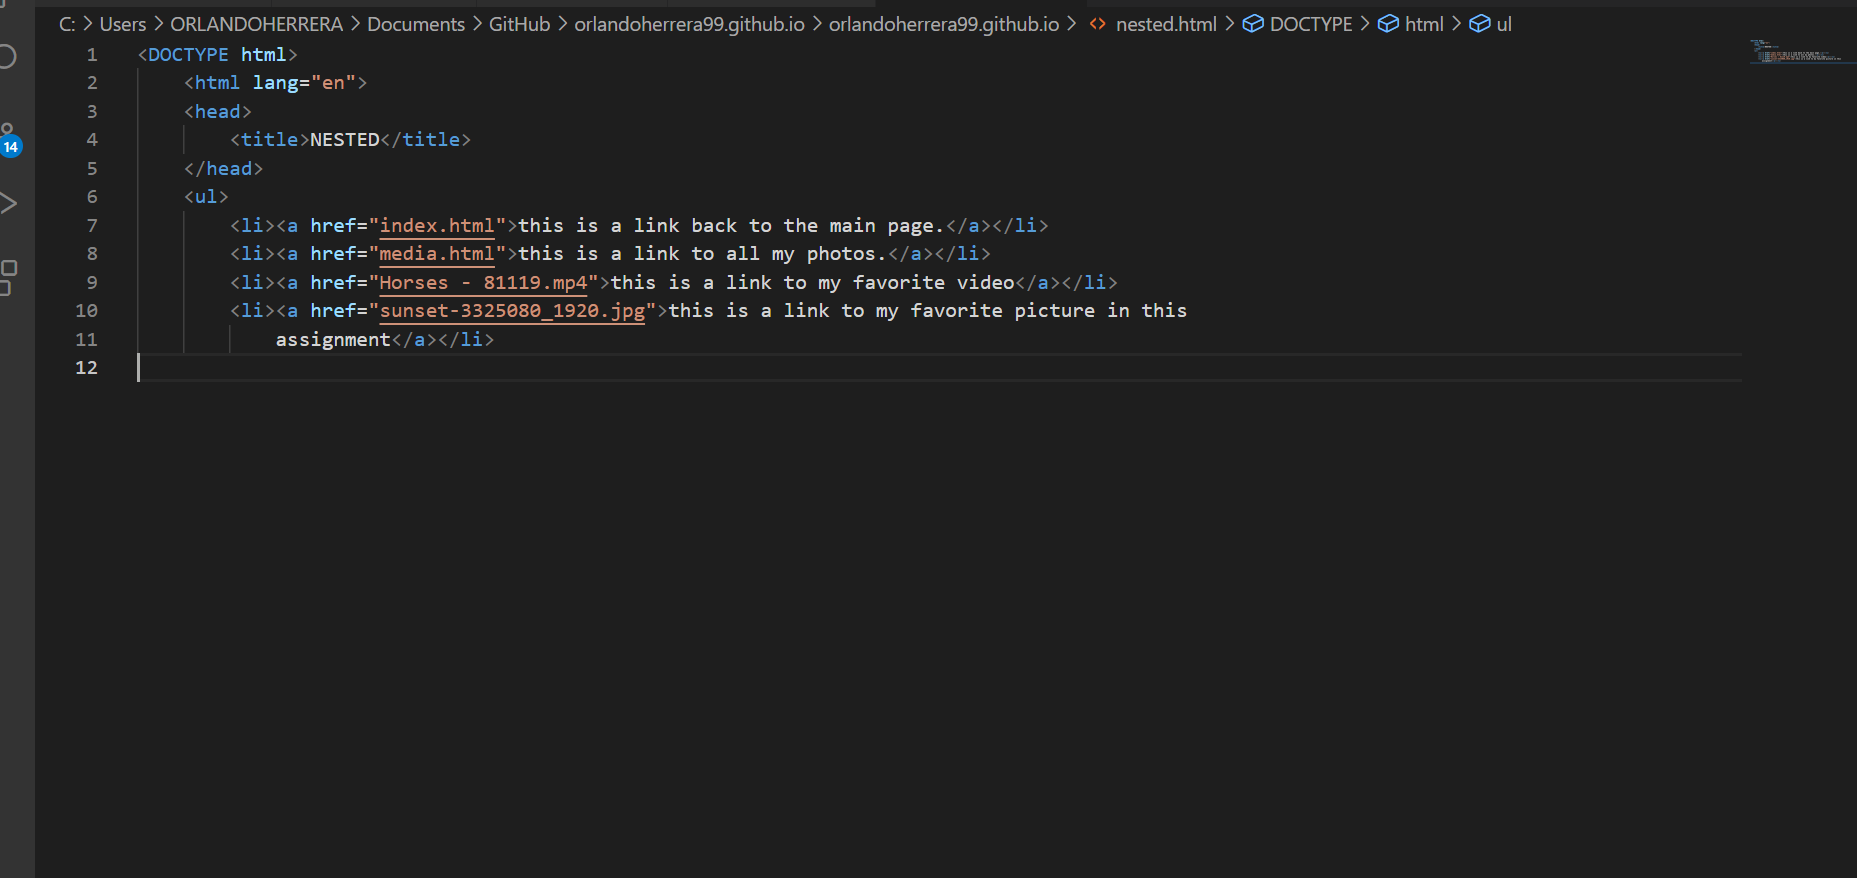 C: > Users > ORLANDOHERRERA > Documents > GitHub > orlandoherrera99.github.io > orlandoherrera99.github.io > <> nested.html > DOCTYPE > html > ul
1 <DOCTYPE html>
2 <html lang="en">
3 <head>
4 <title>NESTED</title>
5 </head>
6 <ul>
7 <li><a href="index.html">this is a link back to the main page.</a></li>
8 <li><a href="media.html">this is a link to all my photos.</a></li>
9 <li><a href="Horses - 81119.mp4">this is a link to my favorite video</a></li>
10 <li><a href="sunset-3325080_1920.jpg">this is a link to my favorite picture in this
11 assignment</a></li>
12
14